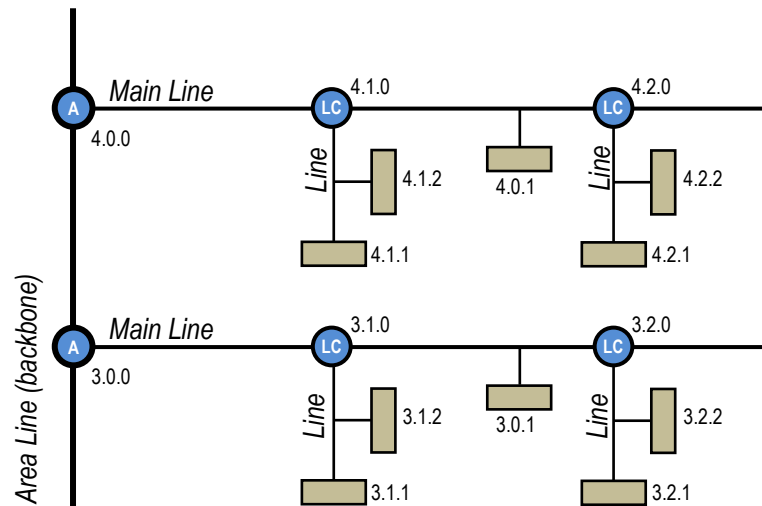 4.1.0
4.2.0
Main Line
A
LC
LC
4.0.0
Line
4.1.2
4.0.1
Line
4.2.2
4.1.1
4.2.1
Area Line (backbone)
3.1.0
3.2.0
Main Line
A
LC
LC
3.0.0
Line
3.1.2
3.0.1
Line
3.2.2
3.1.1
3.2.1